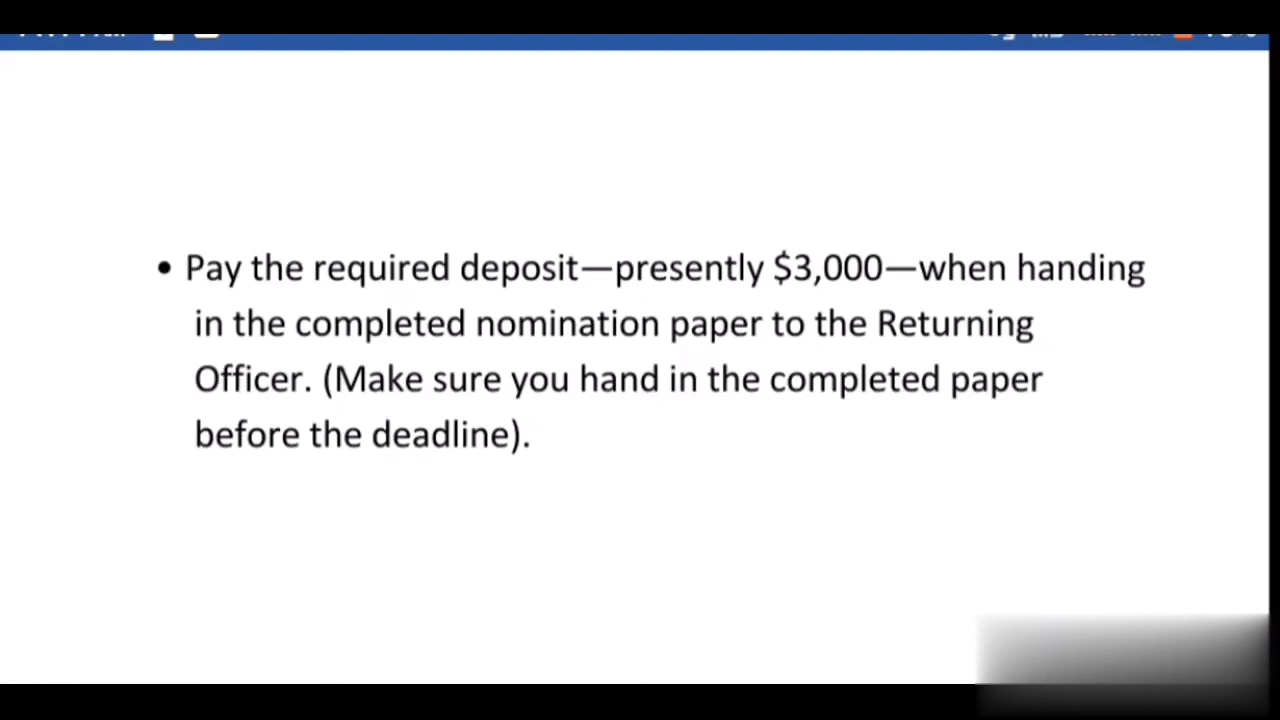 • Pay the required deposit—presently $3,000—when handing
in the completed nomination paper to the Returning
Officer. (Make sure you hand in the completed paper
before the deadline).